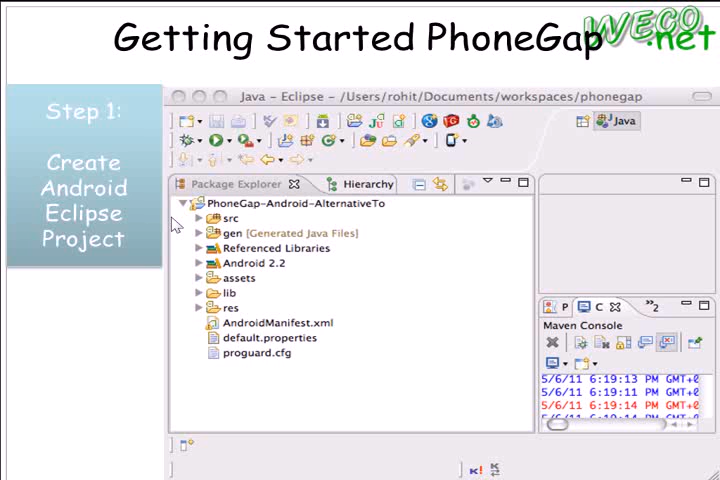 Getting Started PhoneGap
WECO
.net
Step 1:
Create
Android
Eclipse
Project
Java - Eclipse - /Users/rohit/Documents/workspaces/phonegap
Java
Package Explorer
Hierarchy
PhoneGap-Android-AlternativeTo
src
gen [Generated Java Files]
Referenced Libraries
Android 2.2
assets
lib
res
AndroidManifest.xml
default.properties
proguard.cfg
P
C
»2
Maven Console
5/6/11 6:19:13 PM GMT+0
5/6/11 6:19:11 PM GMT+0
5/6/11 6:19:14 PM GMT+0